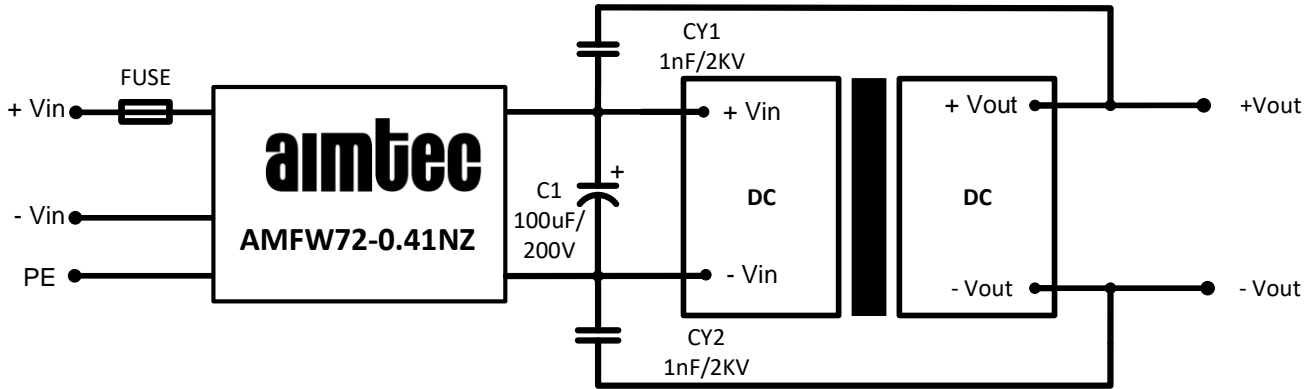 CY1
1nF/2KV
FUSE
+ Vin
- Vin
PE
aimtec
AMFW72-0.41NZ
+
C1
100uF/
200V
+ Vin
DC
- Vin
+ Vout
DC
- Vout
+Vout
- Vout
CY2
1nF/2KV